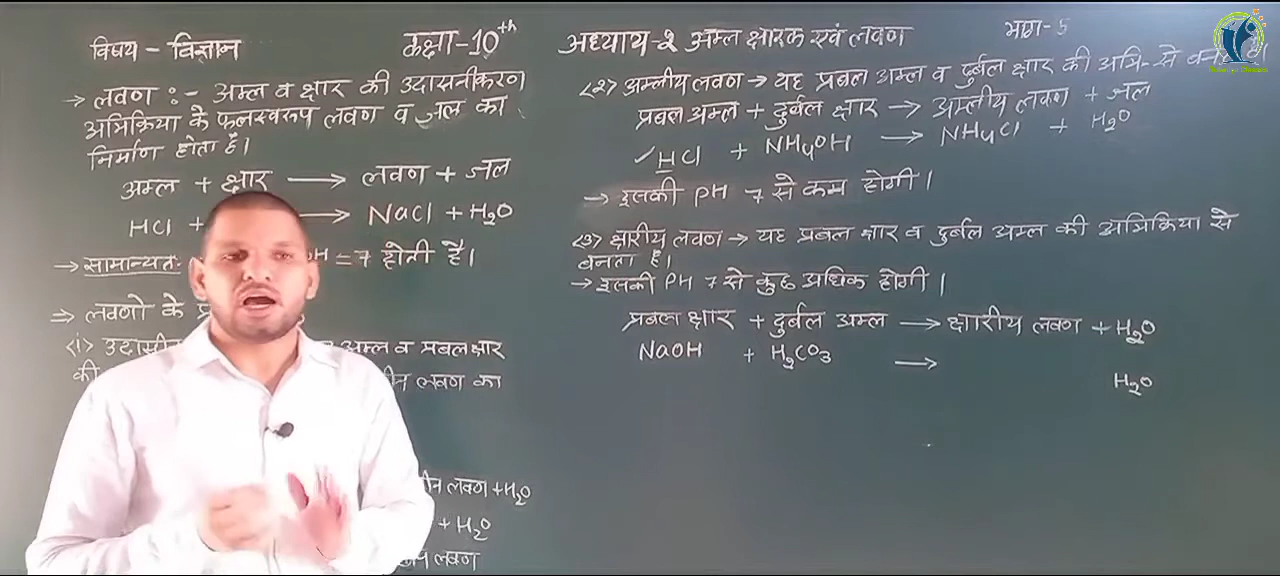 विषय - विज्ञान
कक्षा-10th
अध्याय-2 अम्ल क्षारक एवं लवण
भाग-5
→ लवण :- अम्ल व क्षार की उदासनीकरण
अभिक्रिया के फलस्वरूप लवण व जल का
निर्माण होता है।
अम्ल + क्षार → लवण + जल
HCl + → NaCl + H2O
→ सामान्यतः PH = 7 होती है।
⇒ लवणो के
(1) अम्ल व प्रबल क्षार
की लवण का
लवण + H2O
+ H2O
लवण
(2) अम्लीय लवण → यह प्रबल अम्ल व दुर्बल क्षार की अभि- से
प्रबल अम्ल + दुर्बल क्षार → अम्लीय लवण + जल
✓ HCl + NH4OH → NH4Cl + H2O
→ इसकी PH 7 से कम होगी।
(3) क्षारीय लवण → यह प्रबल क्षार व दुर्बल अम्ल की अभिक्रिया से
बनता है।
→ इसकी PH 7 से कुछ अधिक होगी।
प्रबल क्षार + दुर्बल अम्ल → क्षारीय लवण + H2O
NaOH + H2CO3 →
H2O